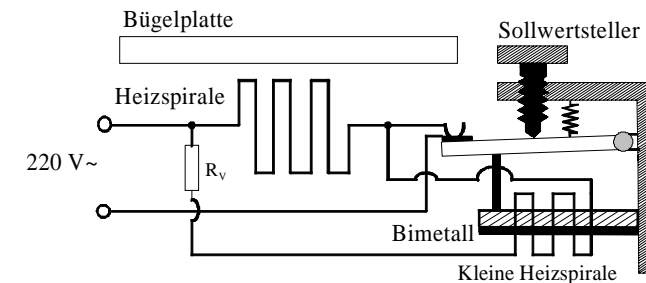 Bügelplatte
Sollwertsteller
Heizspirale
220 V~
Rv
Bimetall
Kleine Heizspirale